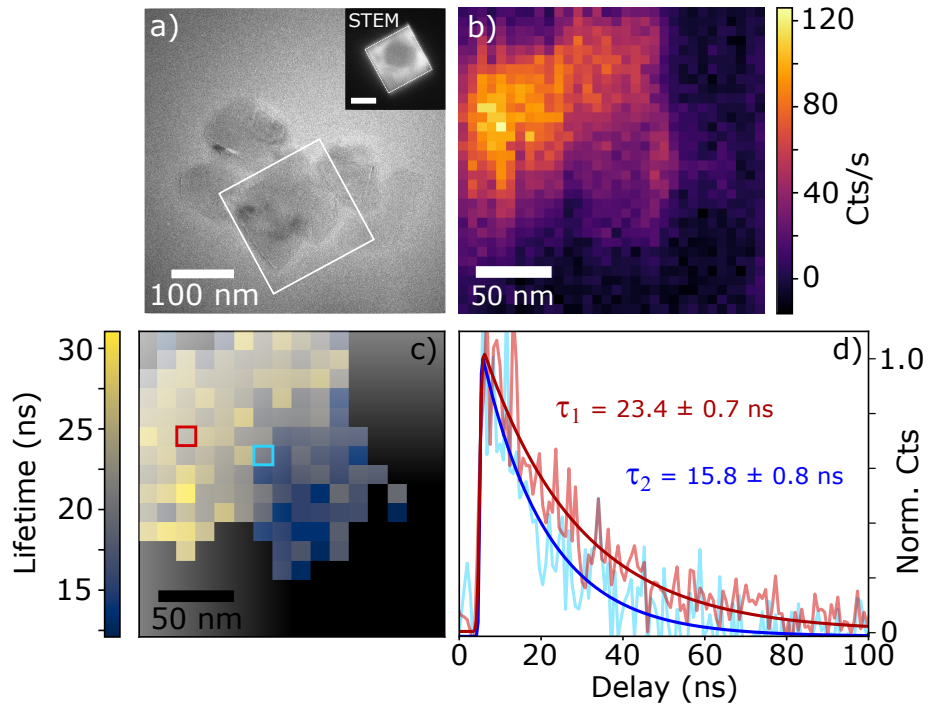 a)
STEM
100 nm
b)
50 nm
120
80
40
0
Cts/s
c)
30
25
20
15
Lifetime (ns)
50 nm
d)
τ1 = 23.4 ± 0.7 ns
τ2 = 15.8 ± 0.8 ns
1.0
0
Norm. Cts
0 20 40 60 80 100
Delay (ns)